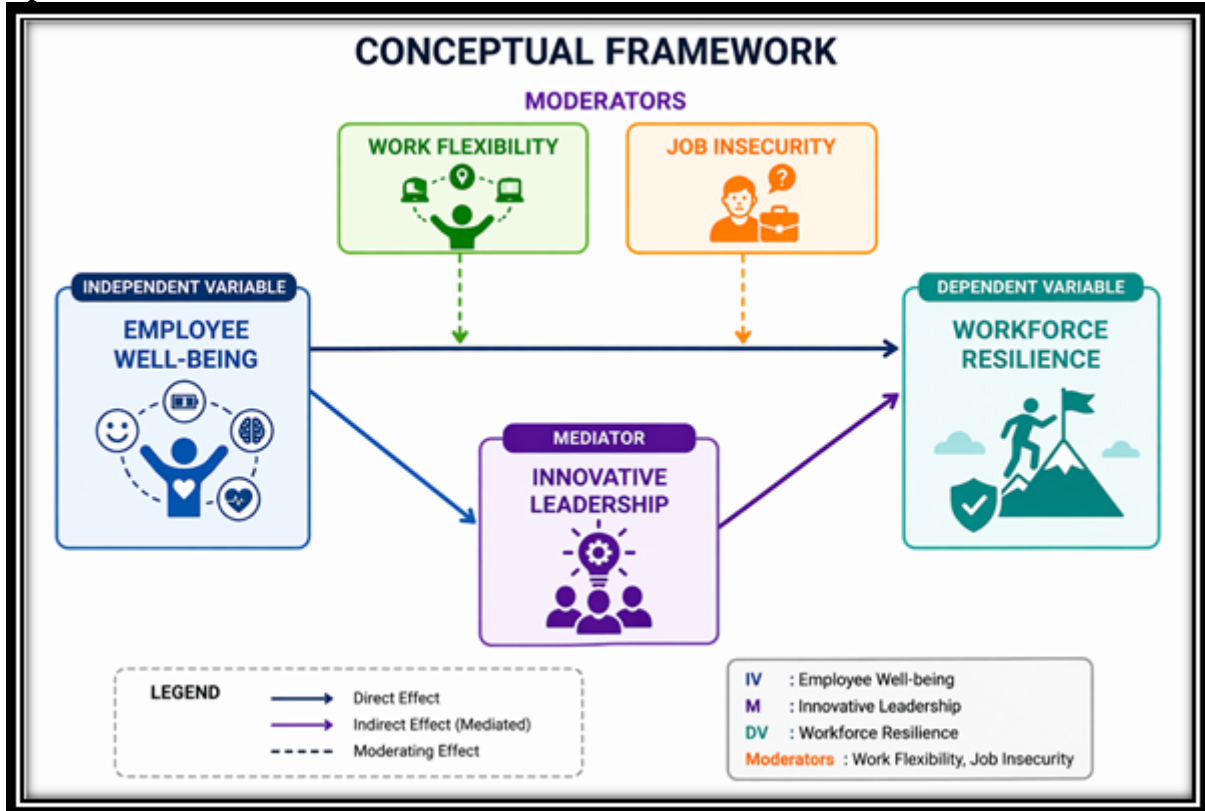 CONCEPTUAL FRAMEWORK
MODERATORS
WORK FLEXIBILITY
JOB INSECURITY
?
INDEPENDENT VARIABLE
EMPLOYEE
WELL-BEING
DEPENDENT VARIABLE
WORKFORCE
RESILIENCE
MEDIATOR
INNOVATIVE
LEADERSHIP
LEGEND
Direct Effect
Indirect Effect (Mediated)
Moderating Effect
IV : Employee Well-being
M : Innovative Leadership
DV : Workforce Resilience
Moderators : Work Flexibility, Job Insecurity